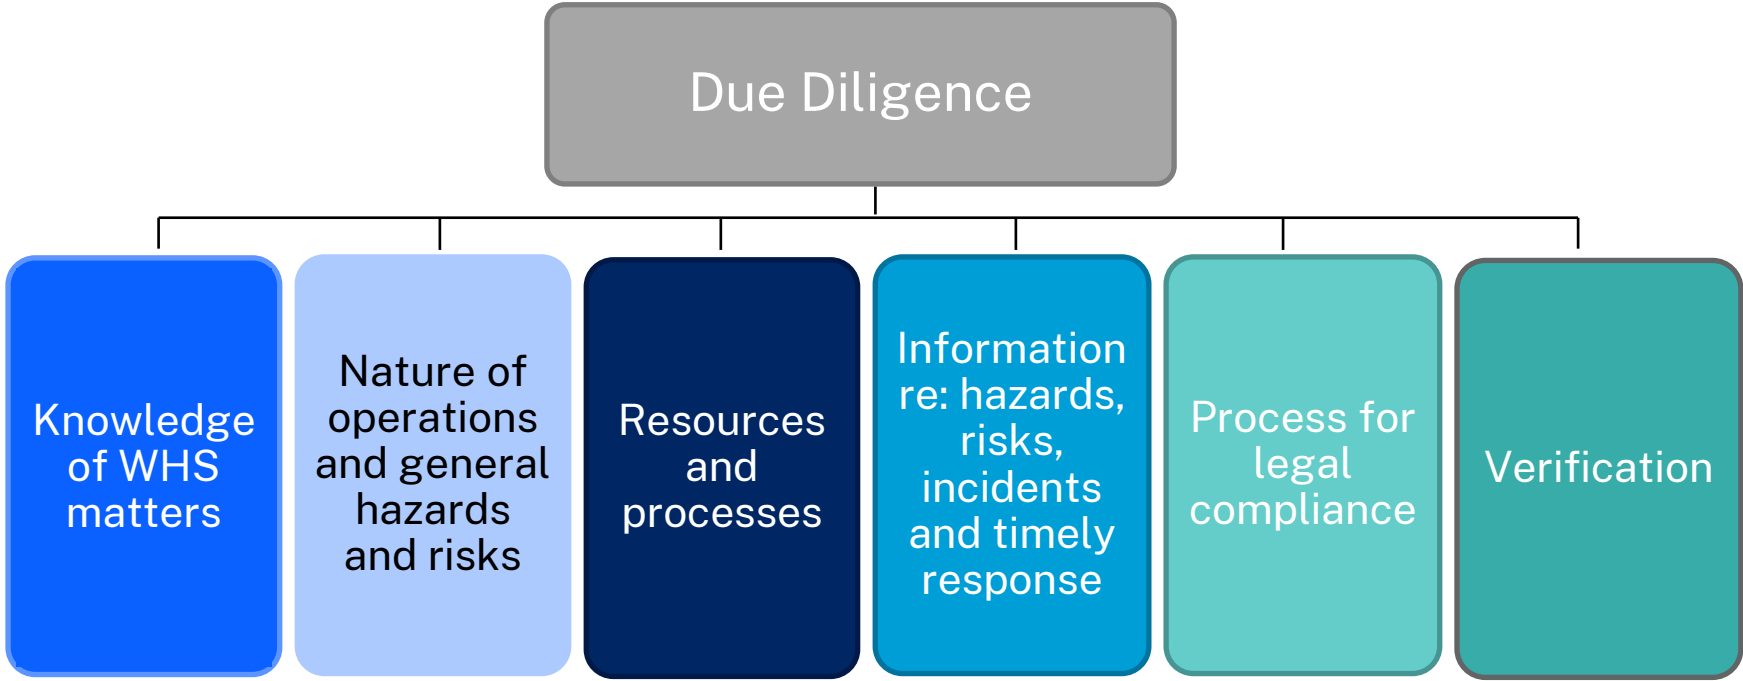 Due Diligence
Knowledge
of WHS
matters
Nature of
operations
and general
hazards
and risks
Resources
and
processes
Information
re: hazards,
risks,
incidents
and timely
response
Process for
legal
compliance
Verification